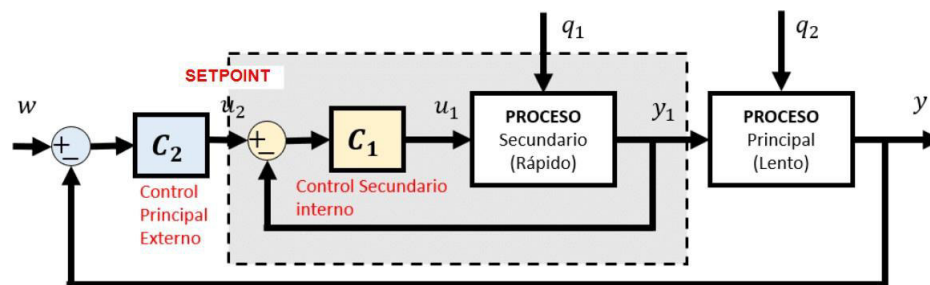 q₁
q₂
SETPOINT
w
u₂
u₁
y₁
y
+
−
C₂
+
−
C₁
PROCESO
Secundario
(Rápido)
PROCESO
Principal
(Lento)
Control
Principal
Externo
Control Secundario
interno